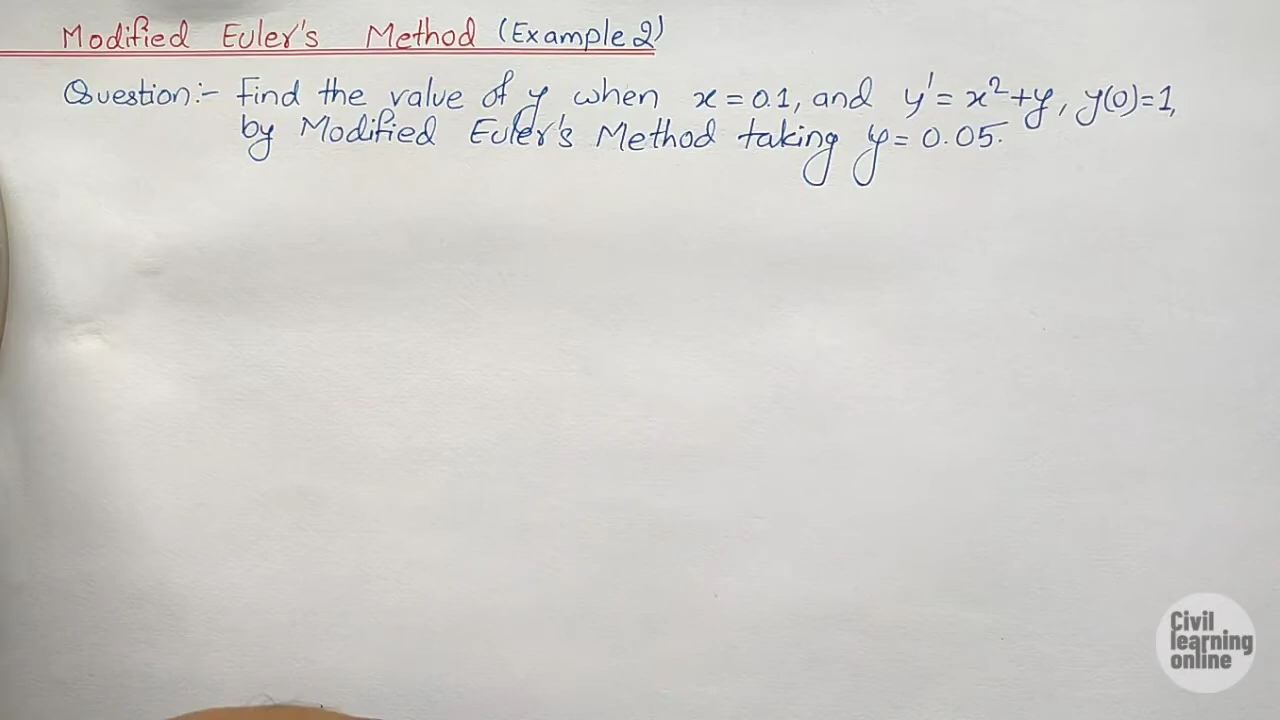 Modified Euler's Method (Example 2)
Question:- Find the value of y when x = 0.1, and y' = x² + y, y(0)=1,
by Modified Euler's Method taking y = 0.05.
Civil
learning
online